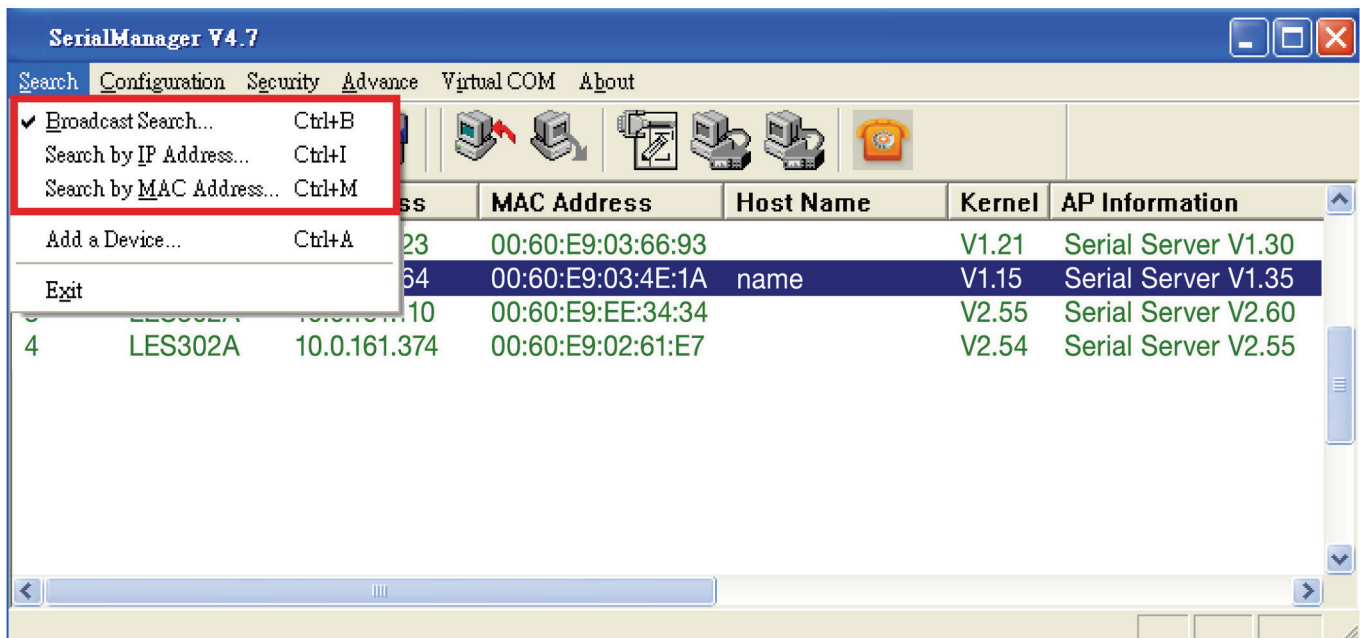 SerialManager V4.7
Search Configuration Security Advance Virtual COM About
Broadcast Search... Ctrl+B
Search by IP Address... Ctrl+I
Search by MAC Address... Ctrl+M
Add a Device... Ctrl+A
Exit
ss MAC Address Host Name Kernel AP Information
23 00:60:E9:03:66:93 V1.21 Serial Server V1.30
64 00:60:E9:03:4E:1A name V1.15 Serial Server V1.35
LES302A 10.0.161.110 00:60:E9:EE:34:34 V2.55 Serial Server V2.60
4 LES302A 10.0.161.374 00:60:E9:02:61:E7 V2.54 Serial Server V2.55